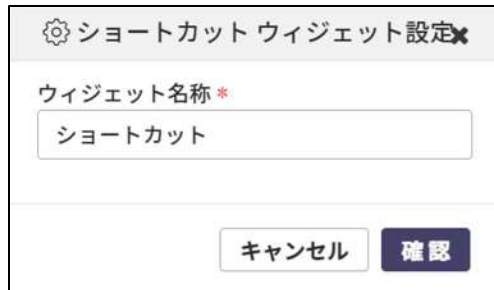 ショートカット ウィジェット設定
ウィジェット名称 *
ショートカット
キャンセル 確認